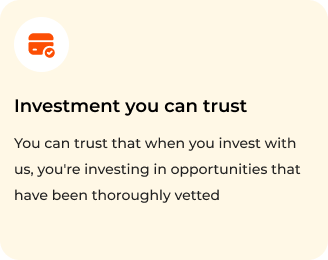 Investment you can trust
You can trust that when you invest with
us, you're investing in opportunities that
have been thoroughly vetted